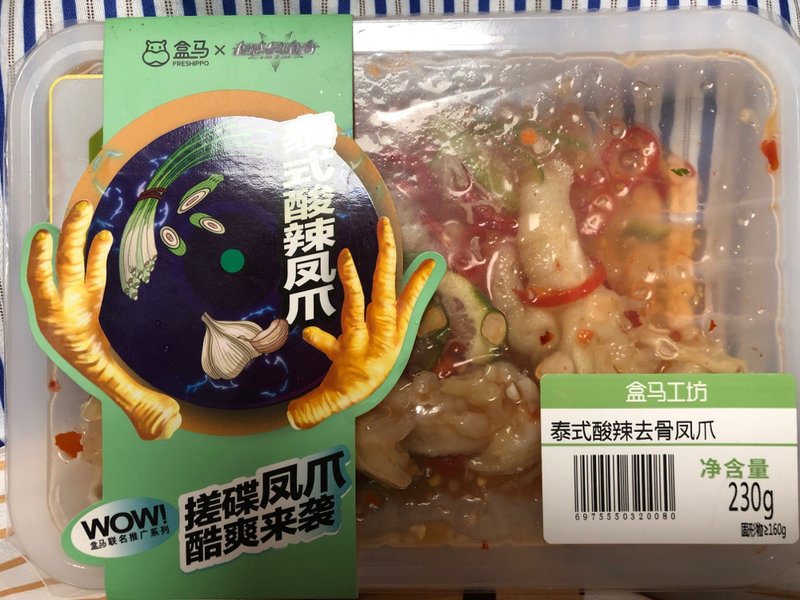 盒马 ×
FRESHIPPO
泰式酸辣凤爪
WOW!
盒马联名推广系列
搓碟凤爪
酷爽来袭
盒马工坊
泰式酸辣去骨凤爪
净含量
230g
固形物≥160g
6975550320080